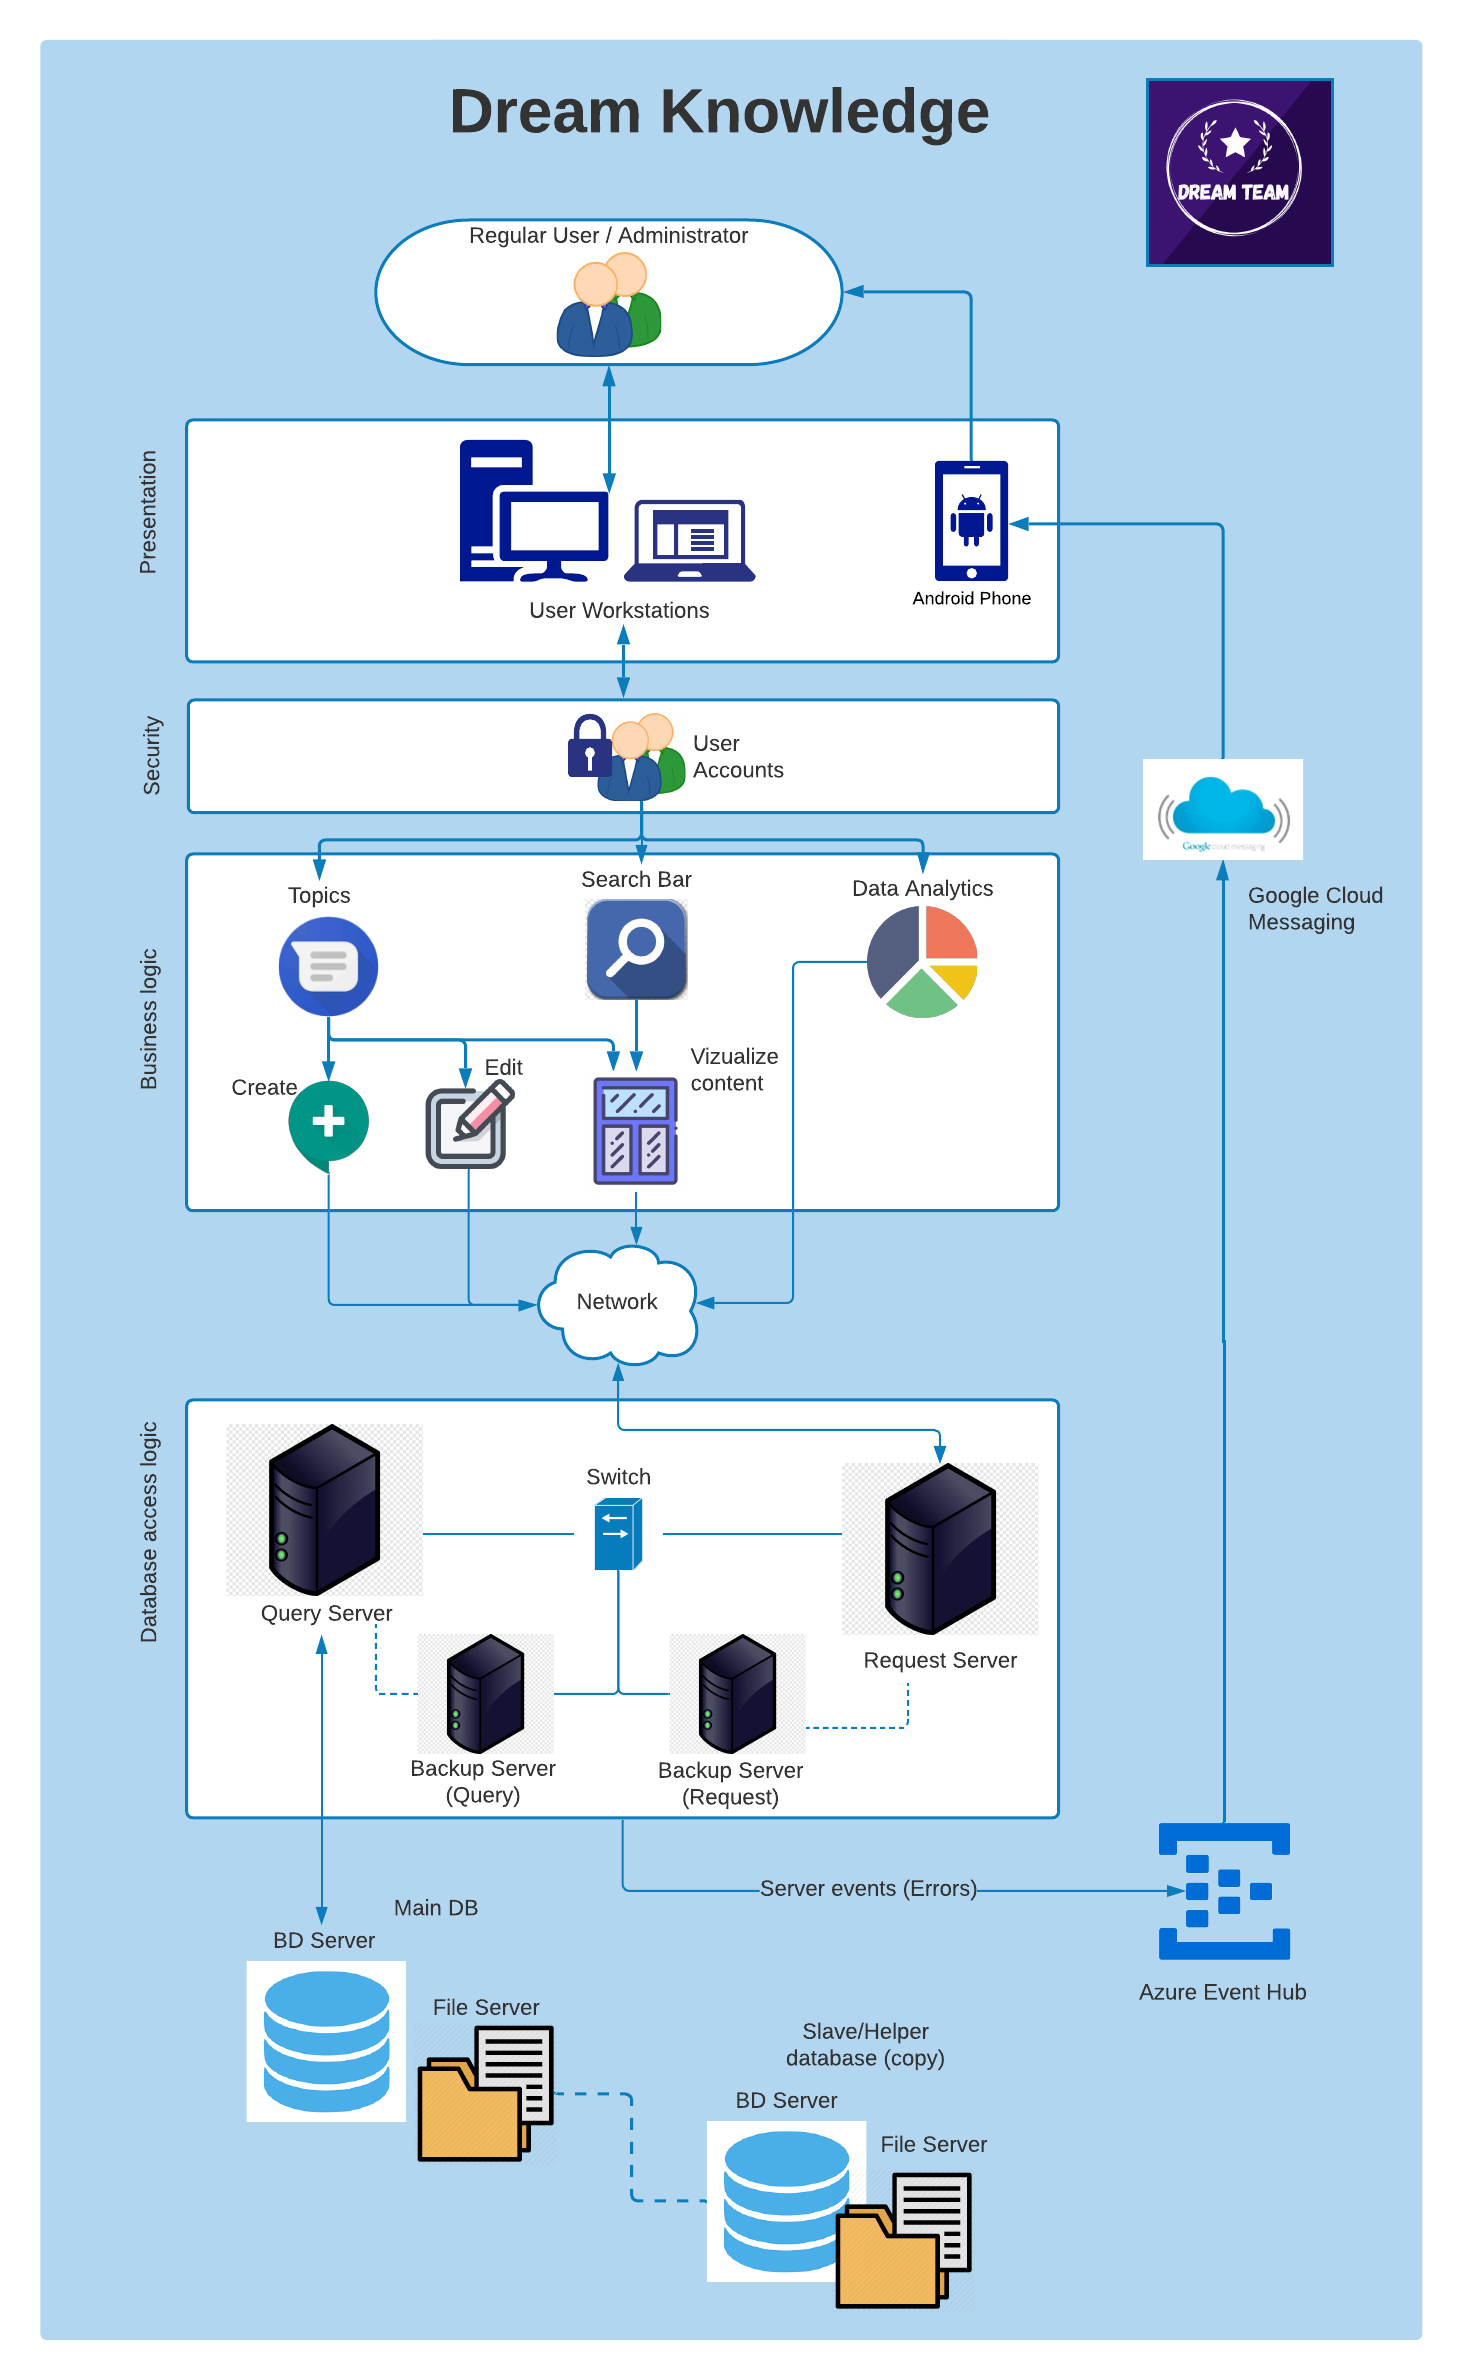 Dream Knowledge
DREAM TEAM
Regular User / Administrator
Presentation
User Workstations
Android Phone
Security
User
Accounts
Google cloud messaging
Google Cloud
Messaging
Business logic
Topics
Search Bar
Data Analytics
Create
Edit
Vizualize
content
Network
Database access logic
Switch
Query Server
Request Server
Backup Server
(Query)
Backup Server
(Request)
Server events (Errors)
Azure Event Hub
Main DB
BD Server
File Server
Slave/Helper
database (copy)
BD Server
File Server